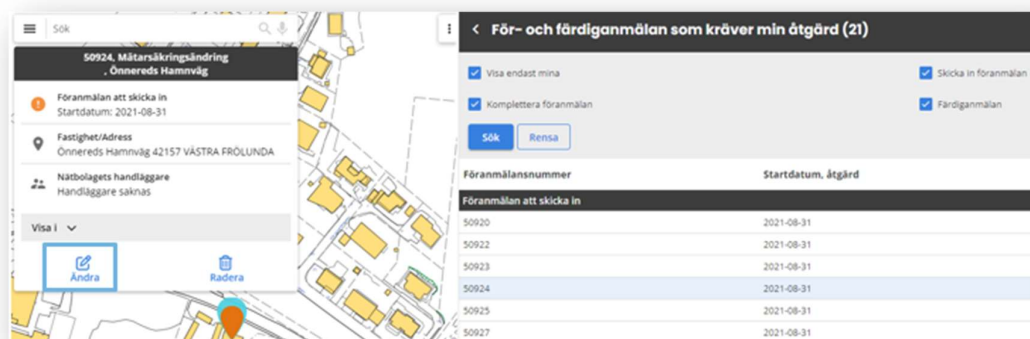 Sök
50924, Mätarsäkringsändring
, Önnereds Hamnväg
Föranmälan att skicka in
Startdatum: 2021-08-31
Fastighet/Adress
Önnereds Hamnväg 42157 VÄSTRA FRÖLUNDA
Nätbolagets handläggare
Handläggare saknas
Visa i
Ändra
Radera
För- och färdiganmälan som kräver min åtgärd (21)
Visa endast mina
Skicka in föranmälan
Komplettera föranmälan
Färdiganmälan
Sök
Rensa
Föranmälansnummer
Startdatum, åtgärd
Föranmälan att skicka in
50920 2021-08-31
50922 2021-08-31
50923 2021-08-31
50924 2021-08-31
50925 2021-08-31
50927 2021-08-31